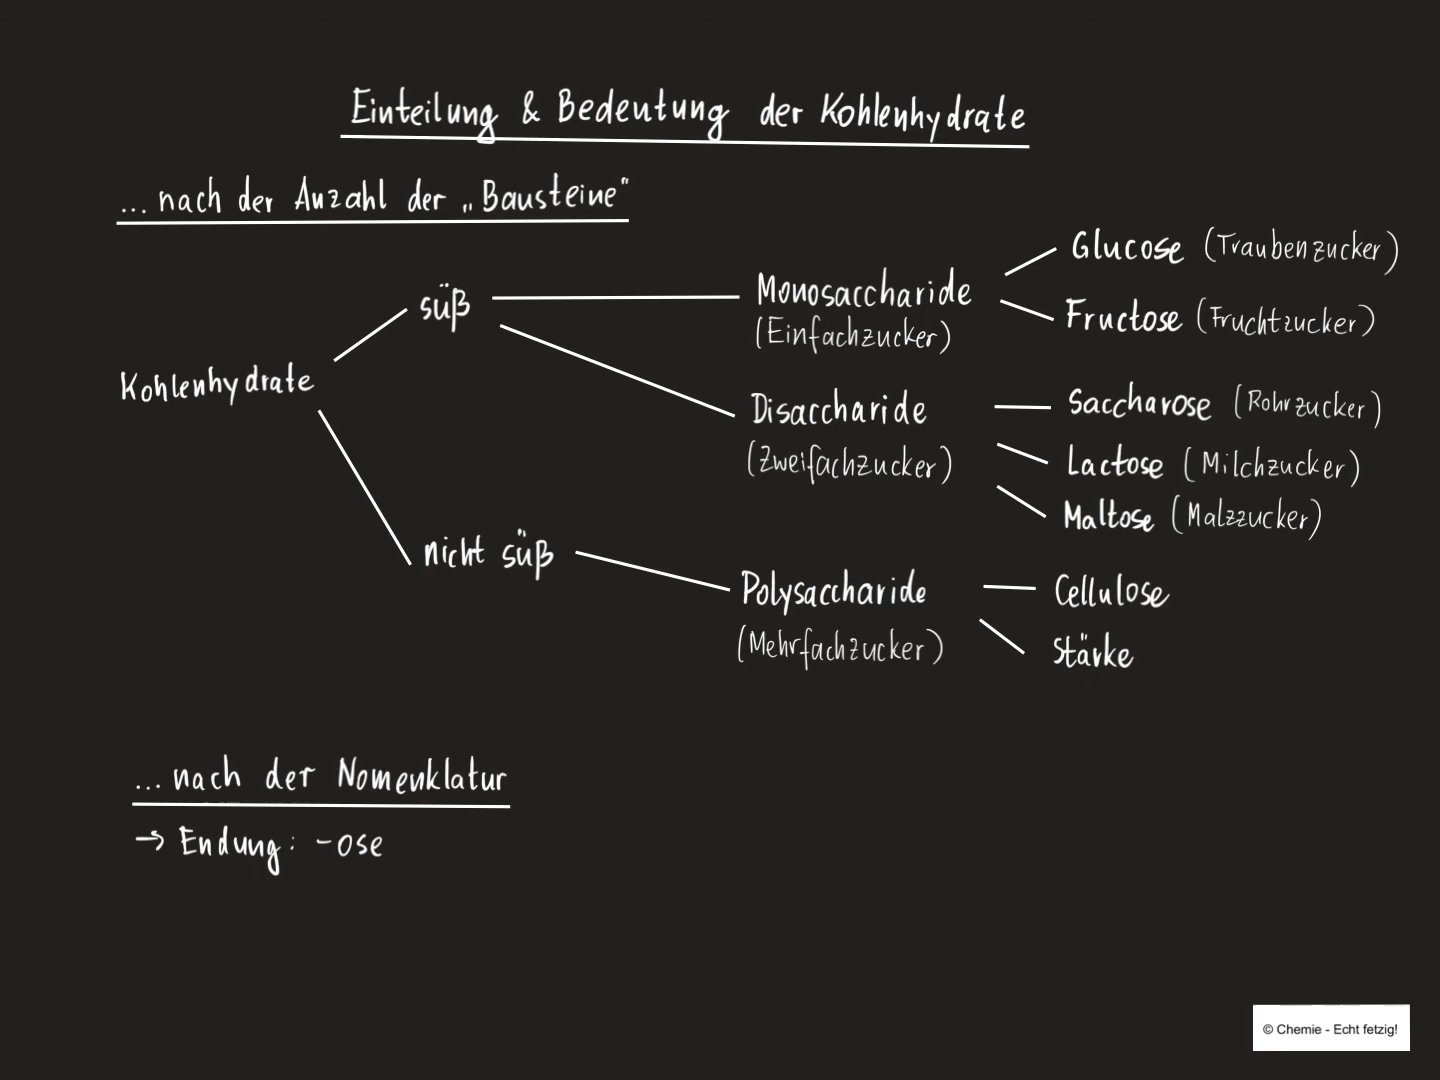 Einteilung & Bedeutung der Kohlenhydrate
... nach der Anzahl der „Bausteine"
Kohlenhydrate
süß
Monosaccharide
(Einfachzucker)
Glucose (Traubenzucker)
Fructose (Fruchtzucker)
Disaccharide
(Zweifachzucker)
Saccharose (Rohrzucker)
Lactose (Milchzucker)
Maltose (Malzzucker)
nicht süß
Polysaccharide
(Mehrfachzucker)
Cellulose
Stärke
... nach der Nomenklatur
→ Endung: -ose
© Chemie - Echt fetzig!